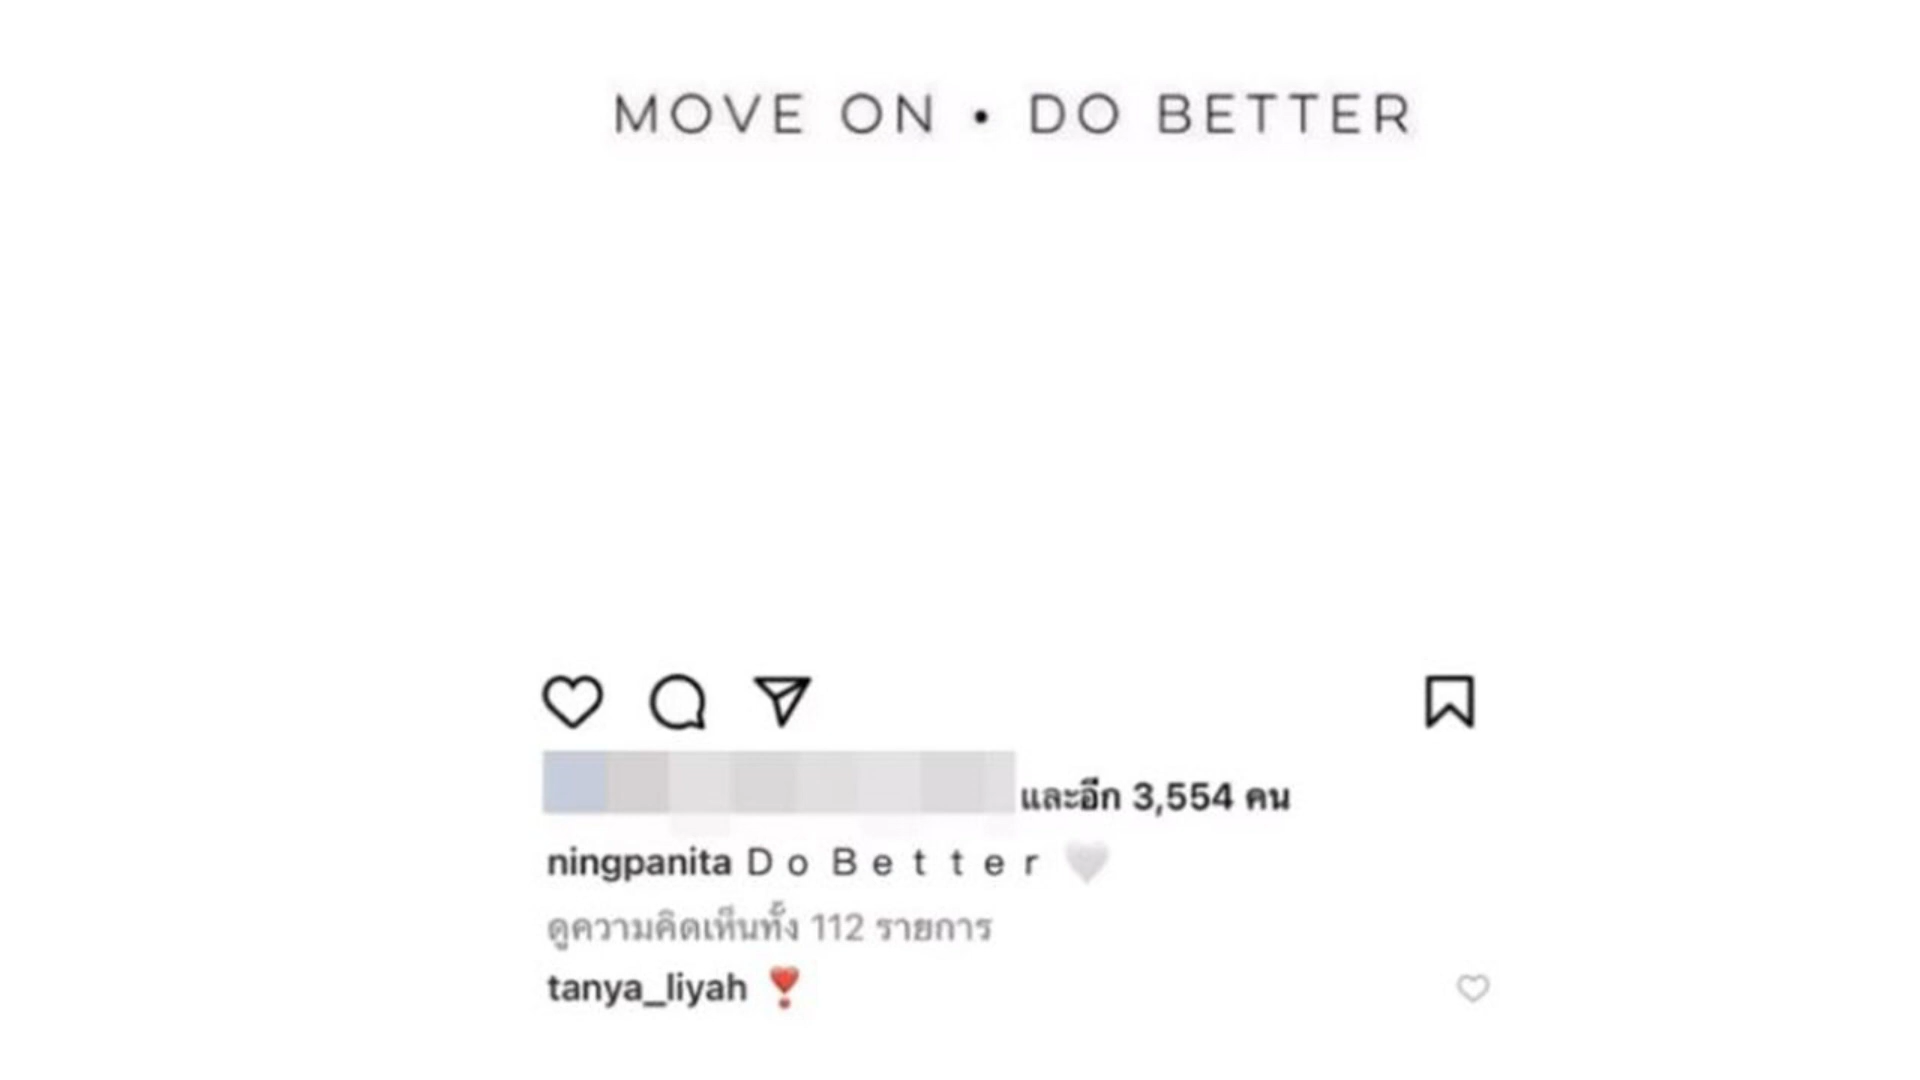 MOVE ON • DO BETTER
และอีก 3,554 คน
ningpanita D o B e t t e r 🤍
ดูความคิดเห็นทั้ง 112 รายการ
tanya_liyah ❣️